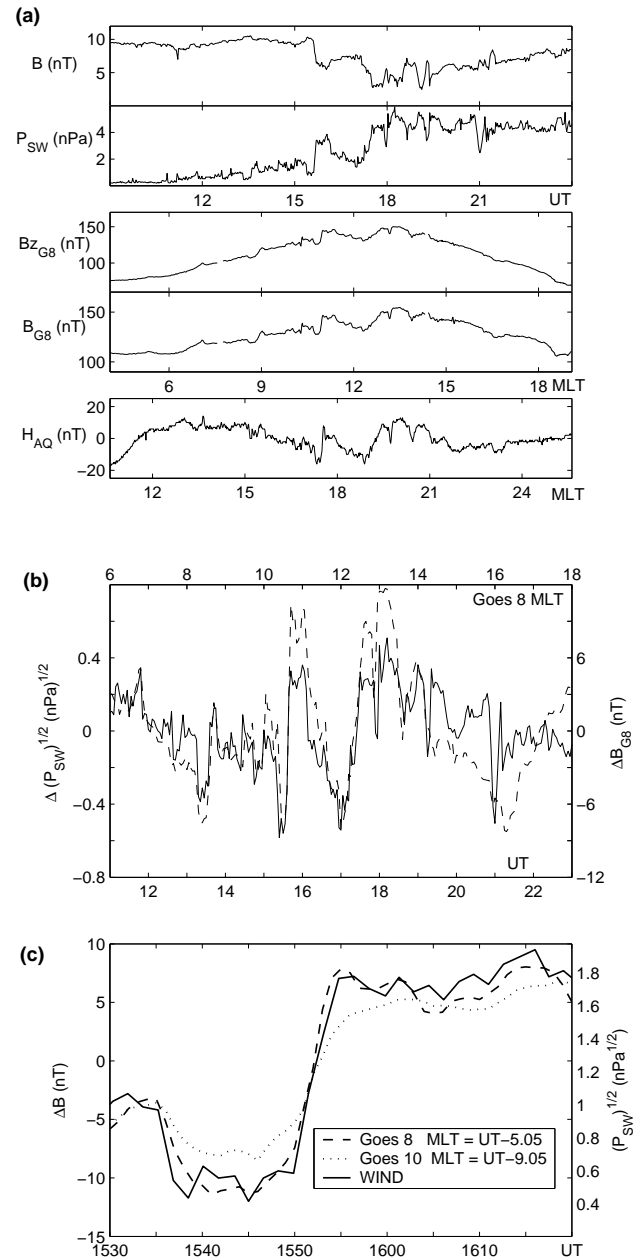 (a)
10
5
B (nT)
4
2
P_SW (nPa)
12 15 18 21 UT
150
100
Bz_G8 (nT)
150
100
B_G8 (nT)
6 9 12 15 18 MLT
20
0
−20
H_AQ (nT)
12 15 18 21 24 MLT
(b)
6 7 8 9 10 11 12 13 14 15 16 17 18
Goes 8 MLT
0.4
0
−0.4
−0.8
Δ (P_SW)^1/2 (nPa)^1/2
6
0
−6
−12
ΔB_G8 (nT)
UT
12 14 16 18 20 22
(c)
10
5
0
−5
−10
−15
ΔB (nT)
1.8
1.6
1.4
1.2
1
0.8
0.6
0.4
(P_SW)^1/2 (nPa^1/2)
Goes 8 MLT = UT−5.05
Goes 10 MLT = UT−9.05
WIND
1530 1540 1550 1600 1610 UT